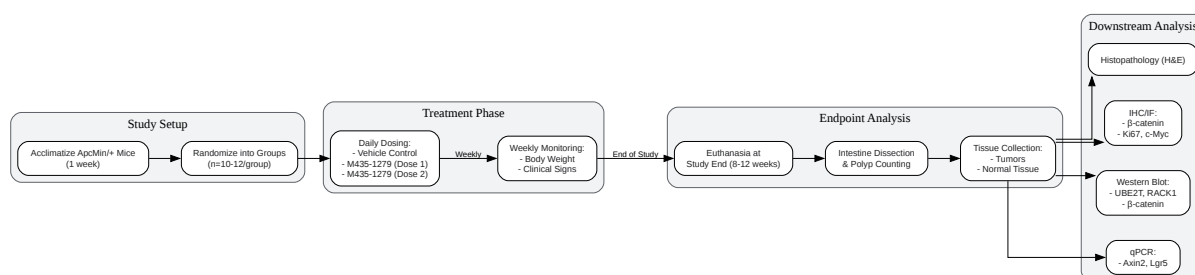 Study Setup
Acclimatize ApcMin/+ Mice
(1 week)
Randomize into Groups
(n=10-12/group)
Treatment Phase
Daily Dosing:
- Vehicle Control
- M435-1279 (Dose 1)
- M435-1279 (Dose 2)
Weekly
Weekly Monitoring:
- Body Weight
- Clinical Signs
End of Study
Endpoint Analysis
Euthanasia at
Study End (8-12 weeks)
Intestine Dissection
& Polyp Counting
Tissue Collection:
- Tumors
- Normal Tissue
Downstream Analysis
Histopathology (H&E)
IHC/IF:
- β-catenin
- Ki67, c-Myc
Western Blot:
- UBE2T, RACK1
- β-catenin
qPCR:
- Axin2, Lgr5